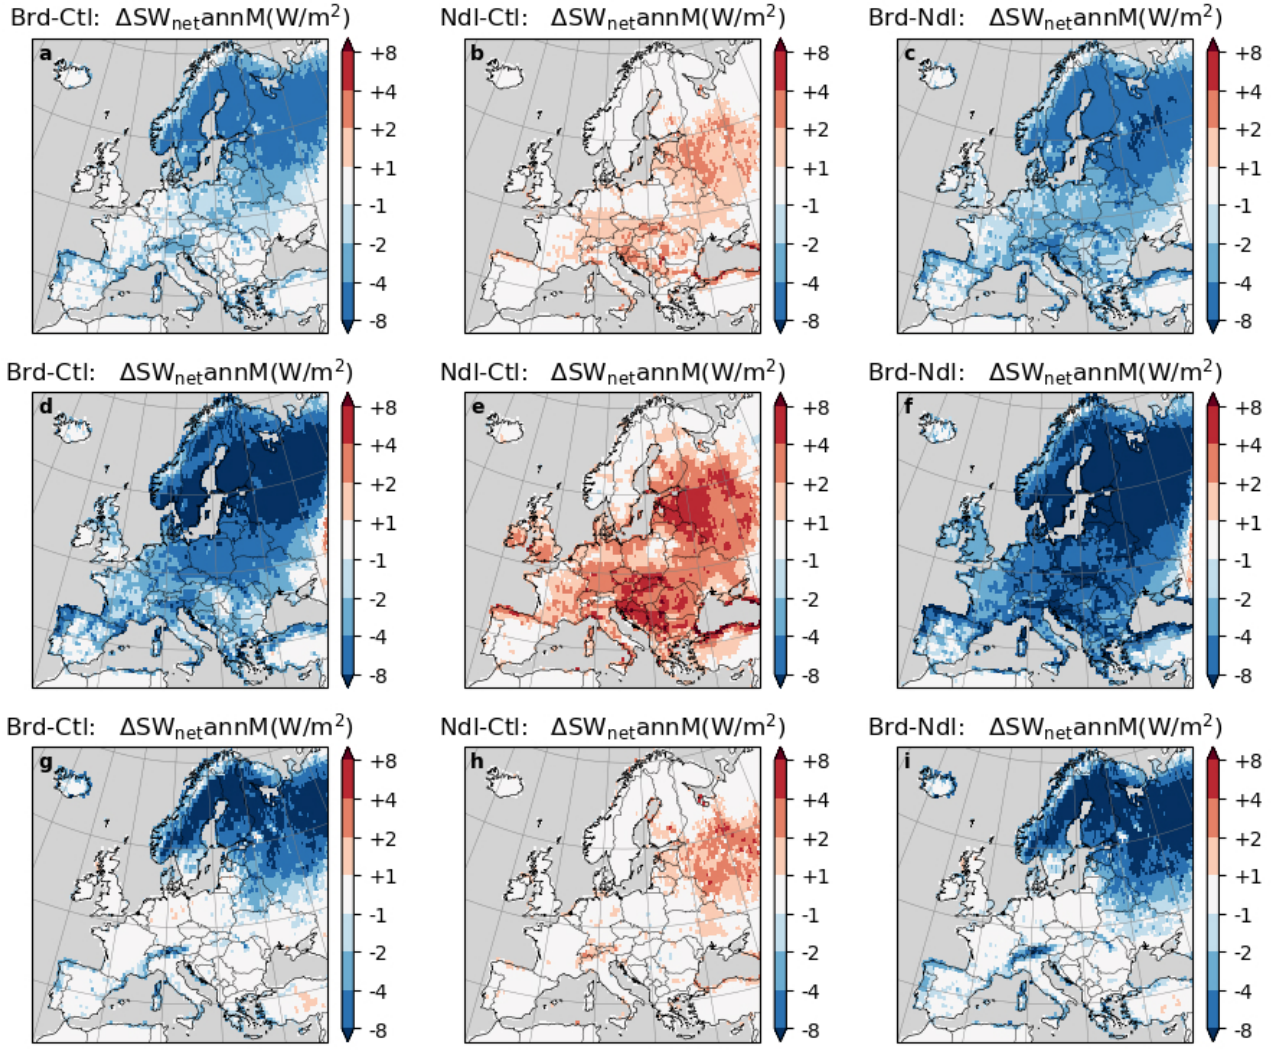 Brd-Ctl: ΔSWnetannM(W/m²) Ndl-Ctl: ΔSWnetannM(W/m²) Brd-Ndl: ΔSWnetannM(W/m²)
a +8 b +8 c +8
+4 +4 +4
+2 +2 +2
+1 +1 +1
-1 -1 -1
-2 -2 -2
-4 -4 -4
-8 -8 -8
Brd-Ctl: ΔSWnetannM(W/m²) Ndl-Ctl: ΔSWnetannM(W/m²) Brd-Ndl: ΔSWnetannM(W/m²)
d +8 e +8 f +8
+4 +4 +4
+2 +2 +2
+1 +1 +1
-1 -1 -1
-2 -2 -2
-4 -4 -4
-8 -8 -8
Brd-Ctl: ΔSWnetannM(W/m²) Ndl-Ctl: ΔSWnetannM(W/m²) Brd-Ndl: ΔSWnetannM(W/m²)
g +8 h +8 i +8
+4 +4 +4
+2 +2 +2
+1 +1 +1
-1 -1 -1
-2 -2 -2
-4 -4 -4
-8 -8 -8